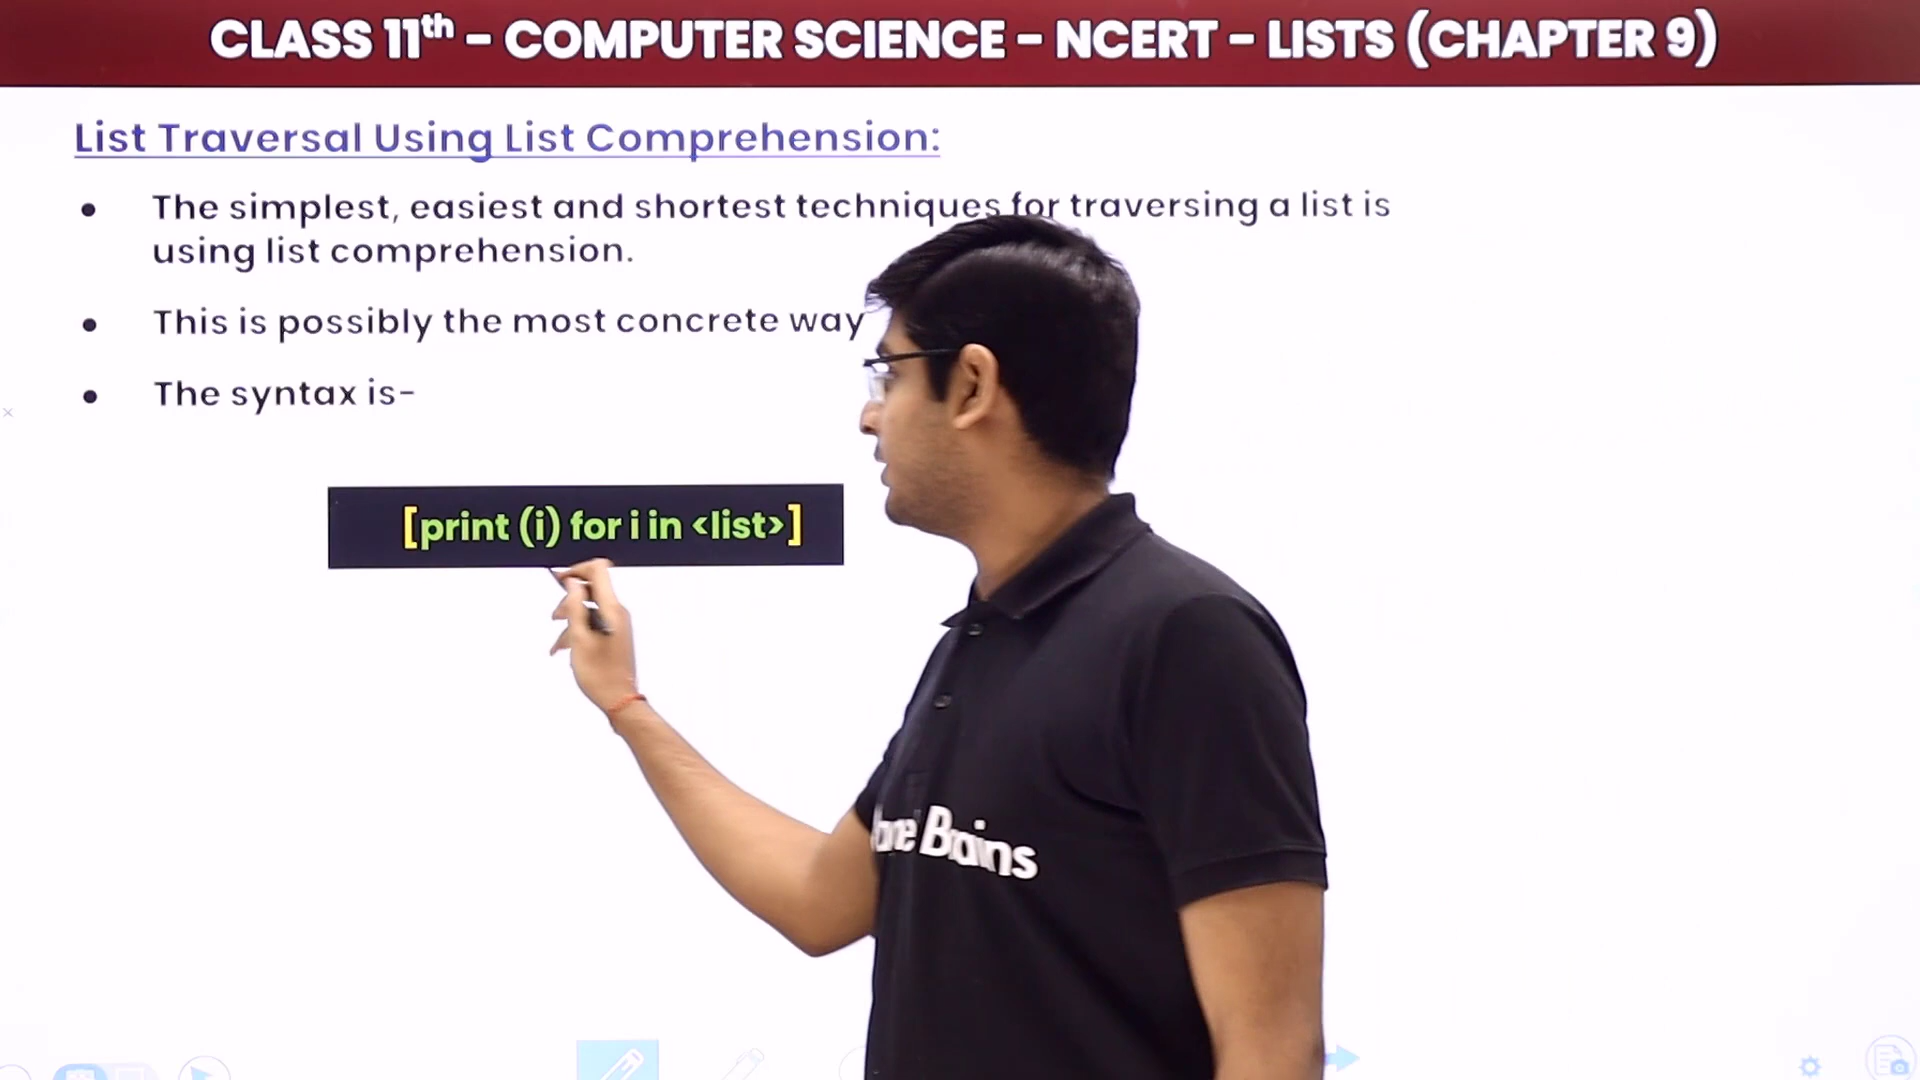 CLASS 11th - COMPUTER SCIENCE - NCERT - LISTS (CHAPTER 9)
List Traversal Using List Comprehension:
• The simplest, easiest and shortest techniques for traversing a list is
using list comprehension.
• This is possibly the most concrete way
• The syntax is-
[print (i) for i in <list>]
Brains